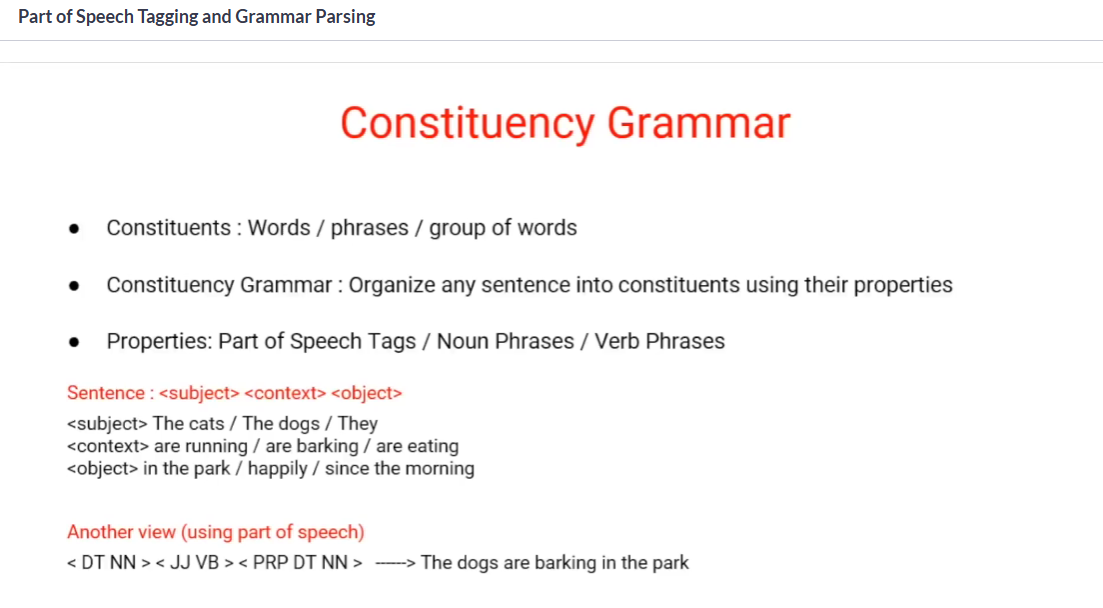 Part of Speech Tagging and Grammar Parsing
Constituency Grammar
● Constituents : Words / phrases / group of words
● Constituency Grammar : Organize any sentence into constituents using their properties
● Properties: Part of Speech Tags / Noun Phrases / Verb Phrases
Sentence : <subject> <context> <object>
<subject> The cats / The dogs / They
<context> are running / are barking / are eating
<object> in the park / happily / since the morning
Another view (using part of speech)
< DT NN > < JJ VB > < PRP DT NN > ------> The dogs are barking in the park